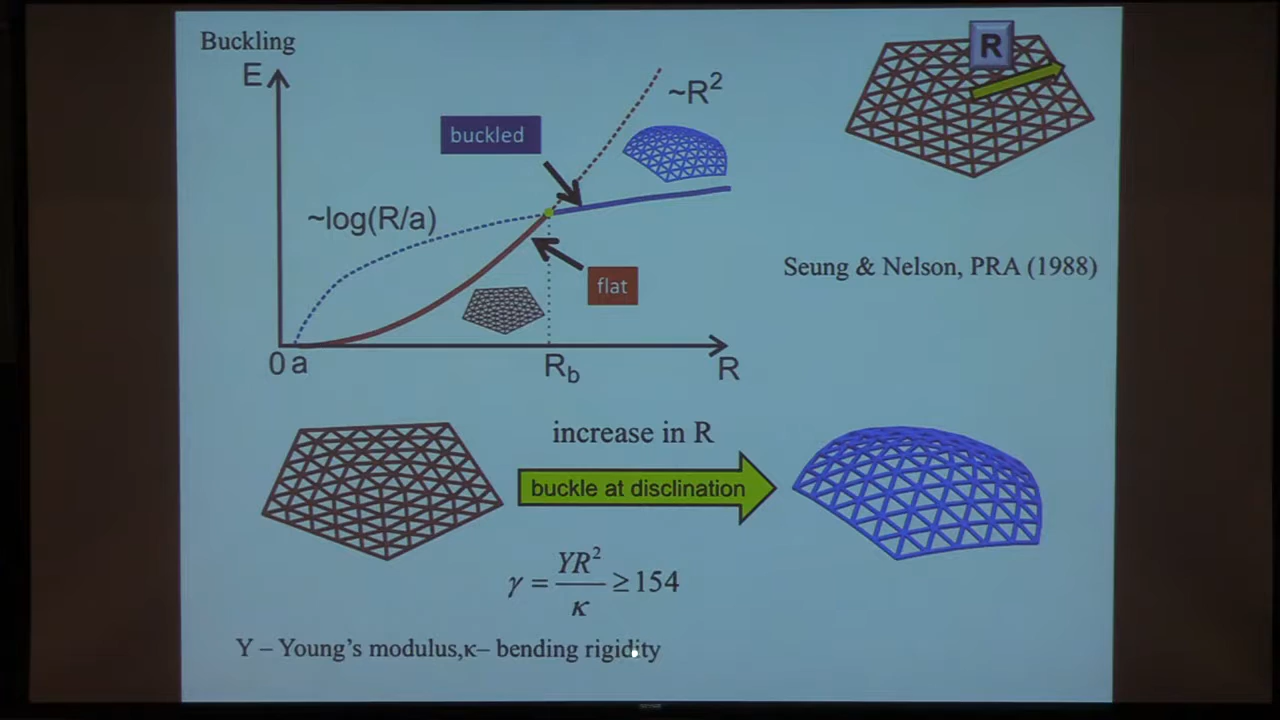 Buckling
E
~R²
buckled
~log(R/a)
flat
0 a
R_b
R
R
Seung & Nelson, PRA (1988)
increase in R
buckle at disclination
γ = YR²/κ ≥ 154
Y – Young's modulus,κ– bending rigidity